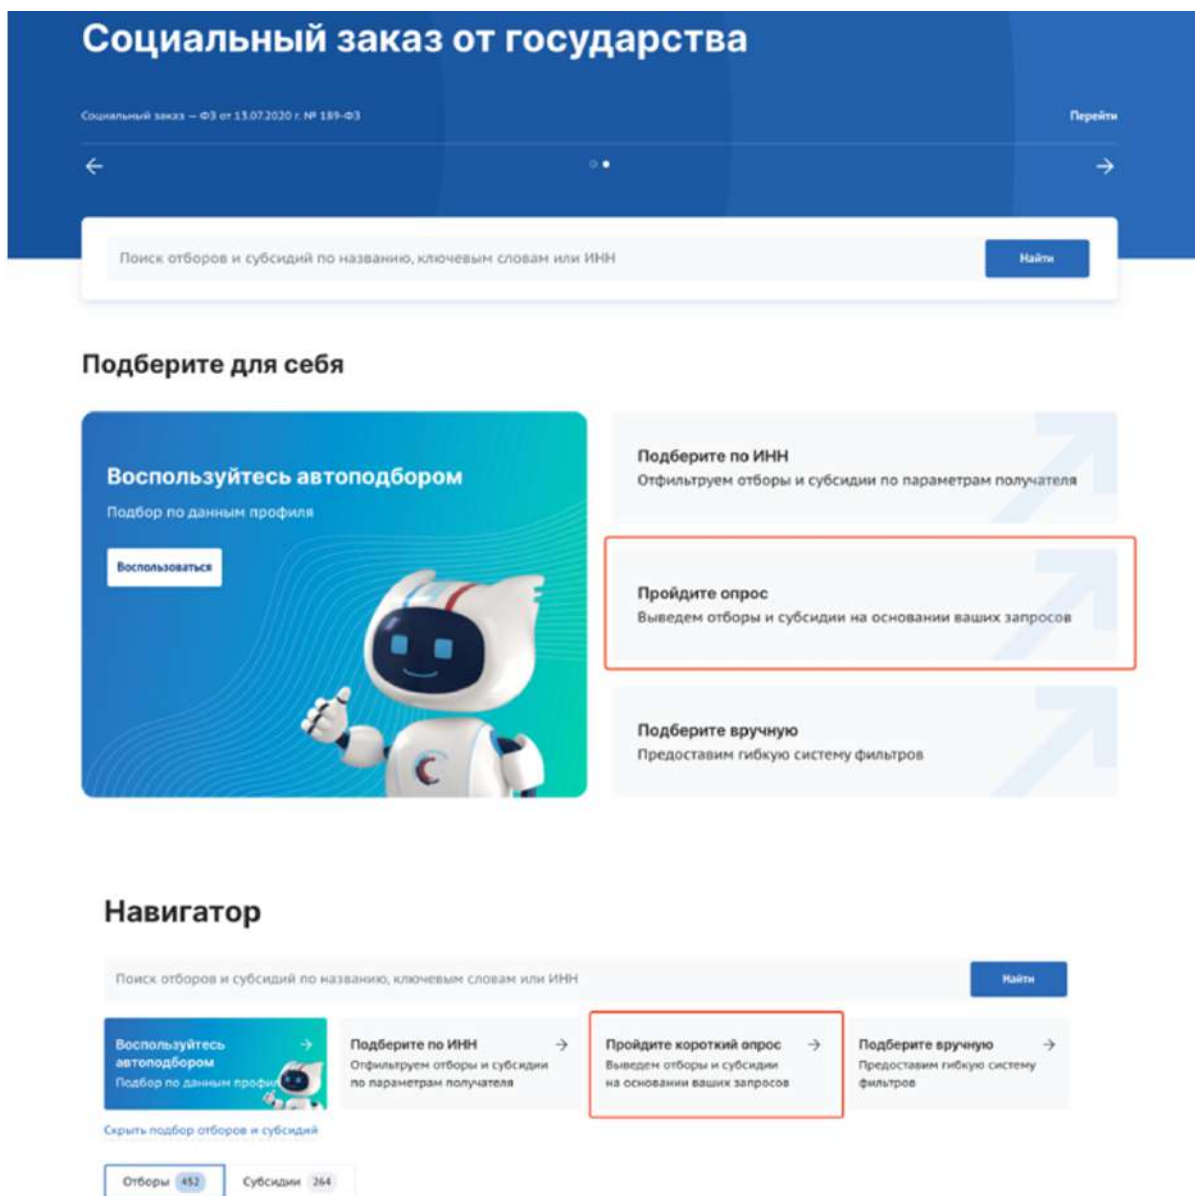 Социальный заказ от государства
Социальный заказ — ФЗ от 13.07.2020 г. № 189-ФЗ
Перейти
Поиск отборов и субсидий по названию, ключевым словам или ИНН
Найти
Подберите для себя
Воспользуйтесь автоподбором
Подбор по данным профиля
Воспользоваться
Подберите по ИНН
Отфильтруем отборы и субсидии по параметрам получателя
Пройдите опрос
Выведем отборы и субсидии на основании ваших запросов
Подберите вручную
Предоставим гибкую систему фильтров
Навигатор
Поиск отборов и субсидий по названию, ключевым словам или ИНН
Найти
Воспользуйтесь
автоподбором
Подбор по данным профи
Подберите по ИНН
Отфильтруем отборы и субсидии
по параметрам получателя
Пройдите короткий опрос
Выведем отборы и субсидии
на основании ваших запросов
Подберите вручную
Предоставим гибкую систему
фильтров
Скрыть подбор отборов и субсидий
Отборы 452
Субсидии 264